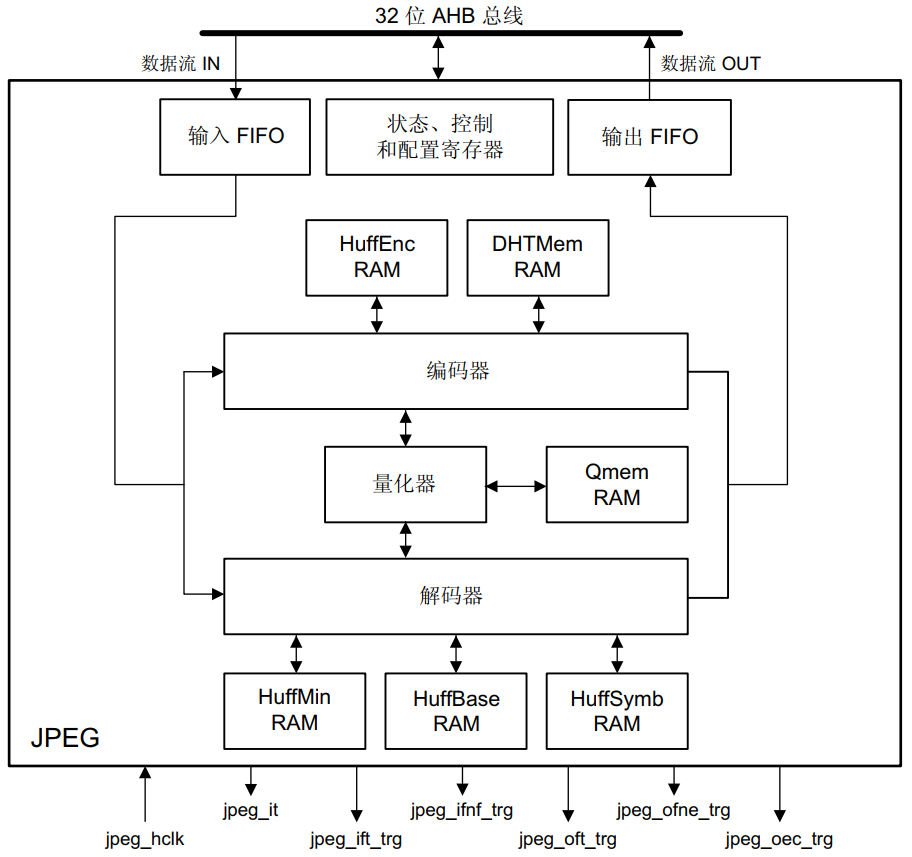 32 位 AHB 总线
数据流 IN
数据流 OUT
输入 FIFO
状态、控制
和配置寄存器
输出 FIFO
HuffEnc
RAM
DHTMem
RAM
编码器
量化器
Qmem
RAM
解码器
HuffMin
RAM
HuffBase
RAM
HuffSymb
RAM
JPEG
jpeg_hclk
jpeg_it
jpeg_ift_trg
jpeg_ifnf_trg
jpeg_oft_trg
jpeg_ofne_trg
jpeg_oec_trg